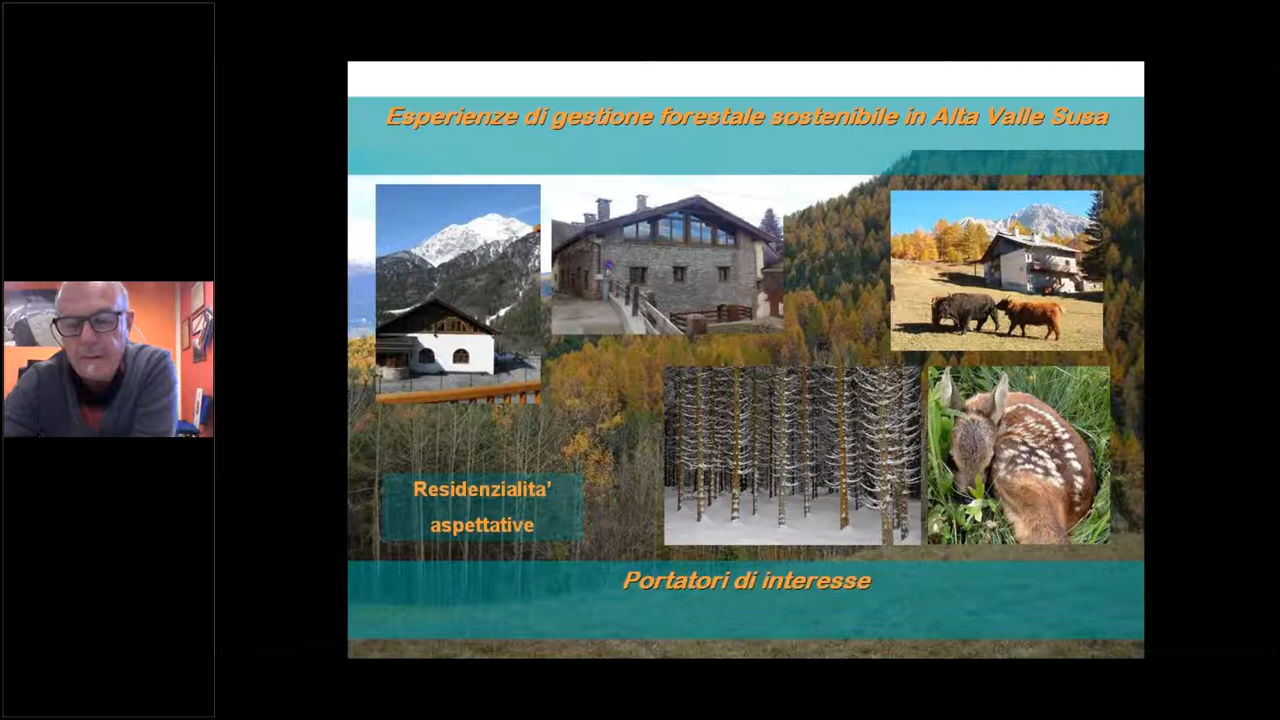 Esperienze di gestione forestale sostenibile in Alta Valle Susa
Residenzialita'
aspettative
Portatori di interesse